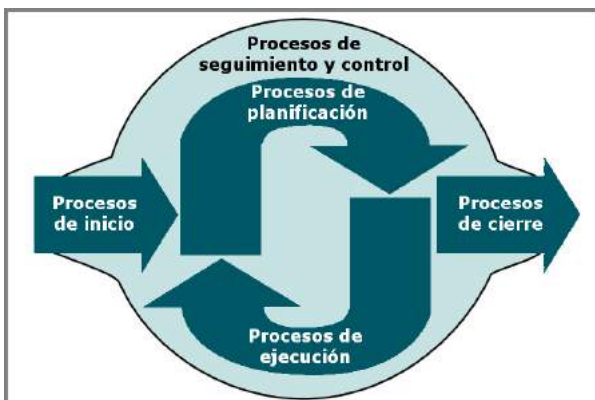 Procesos de
seguimiento y control
Procesos de
planificación
Procesos
de inicio
Procesos
de cierre
Procesos de
ejecución